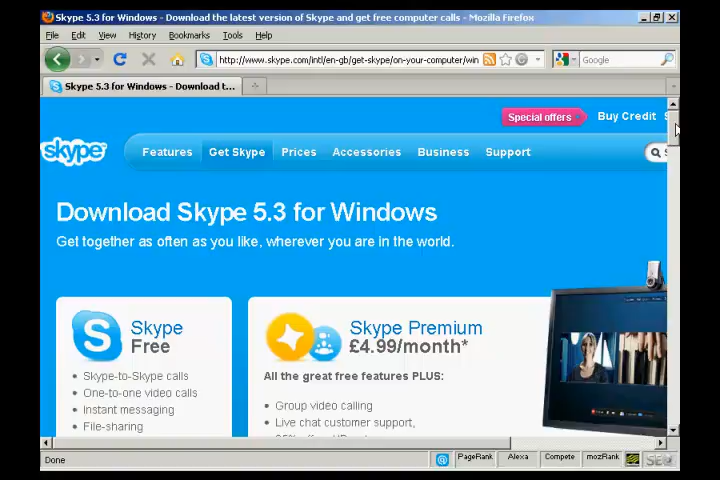 Skype 5.3 for Windows - Download the latest version of Skype and get free computer calls - Mozilla Firefox
File Edit View History Bookmarks Tools Help
http://www.skype.com/intl/en-gb/get-skype/on-your-computer/win
Google
Skype 5.3 for Windows - Download t...
Special offers Buy Credit S
skype Features Get Skype Prices Accessories Business Support
Download Skype 5.3 for Windows
Get together as often as you like, wherever you are in the world.
Skype
Free
• Skype-to-Skype calls
• One-to-one video calls
• Instant messaging
• File-sharing
Skype Premium
£4.99/month*
All the great free features PLUS:
• Group video calling
• Live chat customer support,
Done
PageRank Alexa Compete mozRank